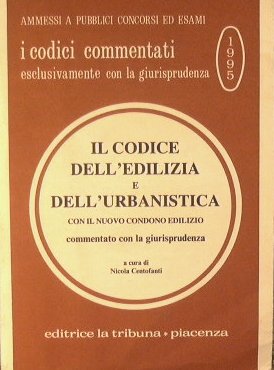 AMMESSI A PUBBLICI CONCORSI ED ESAMI
i codici commentati
esclusivamente con la giurisprudenza
1995
IL CODICE
DELL'EDILIZIA
E
DELL'URBANISTICA
CON IL NUOVO CONDONO EDILIZIO
commentato con la giurisprudenza
a cura di
Nicola Centofanti
editrice la tribuna • piacenza